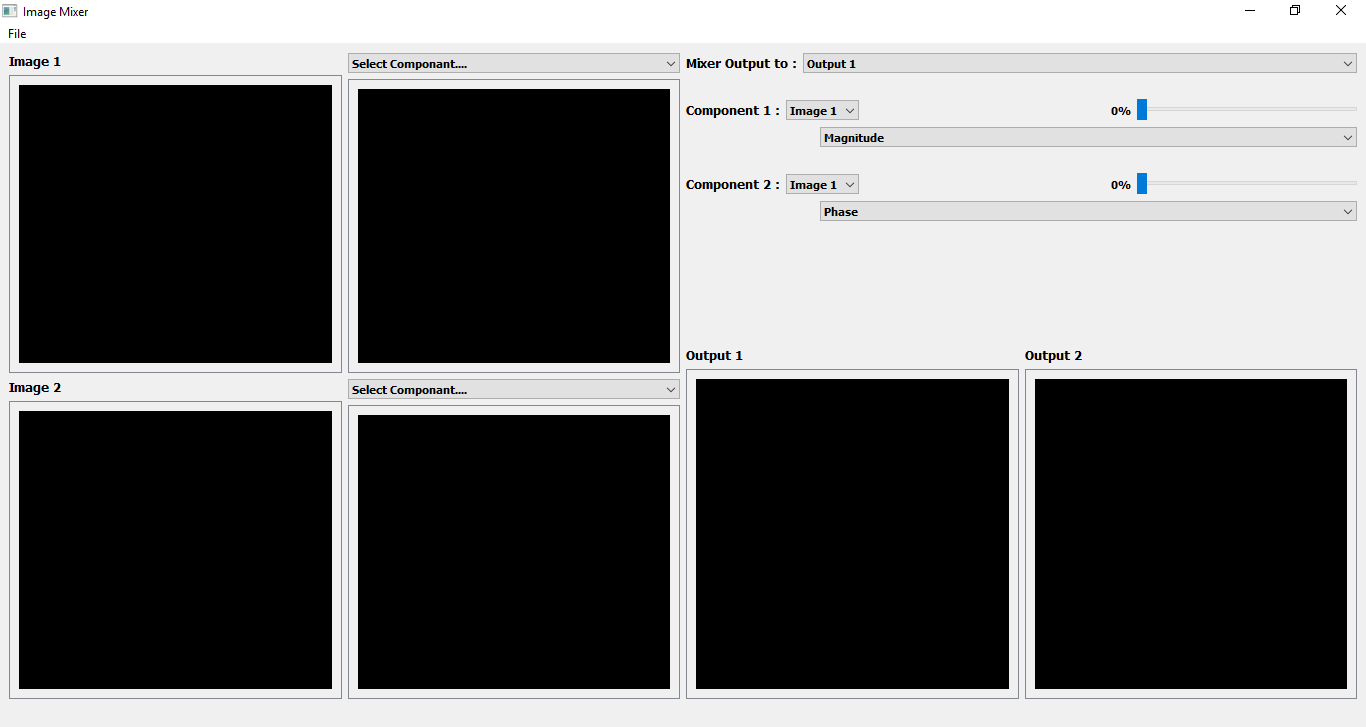 Image Mixer
File
Image 1
Select Componant....
Mixer Output to : Output 1
Component 1 : Image 1 0%
Magnitude
Component 2 : Image 1 0%
Phase
Output 1
Output 2
Image 2
Select Componant....